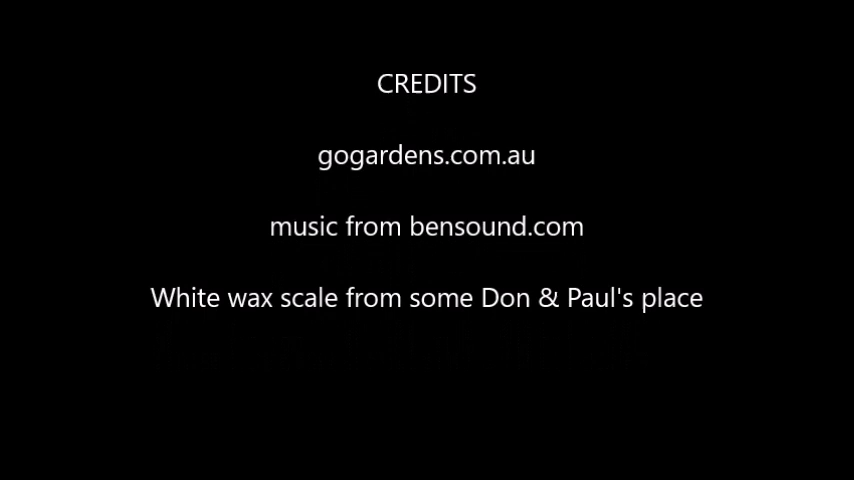 CREDITS
gogardens.com.au
music from bensound.com
White wax scale from some Don & Paul's place